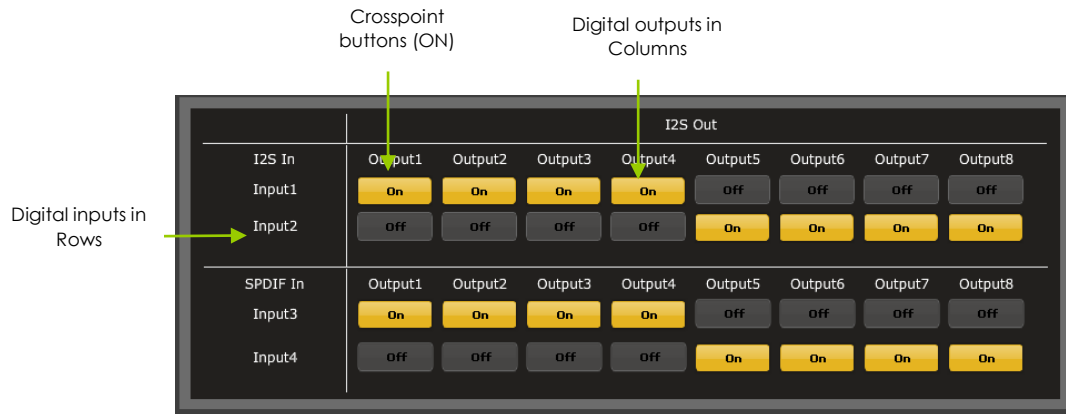 Crosspoint
buttons (ON)
Digital outputs in
Columns
I2S Out
I2S In Output1 Output2 Output3 Output4 Output5 Output6 Output7 Output8
Input1 On On On On Off Off Off Off
Digital inputs in
Rows
Input2 Off Off Off Off On On On On
SPDIF In Output1 Output2 Output3 Output4 Output5 Output6 Output7 Output8
Input3 On On On On Off Off Off Off
Input4 Off Off Off Off On On On On